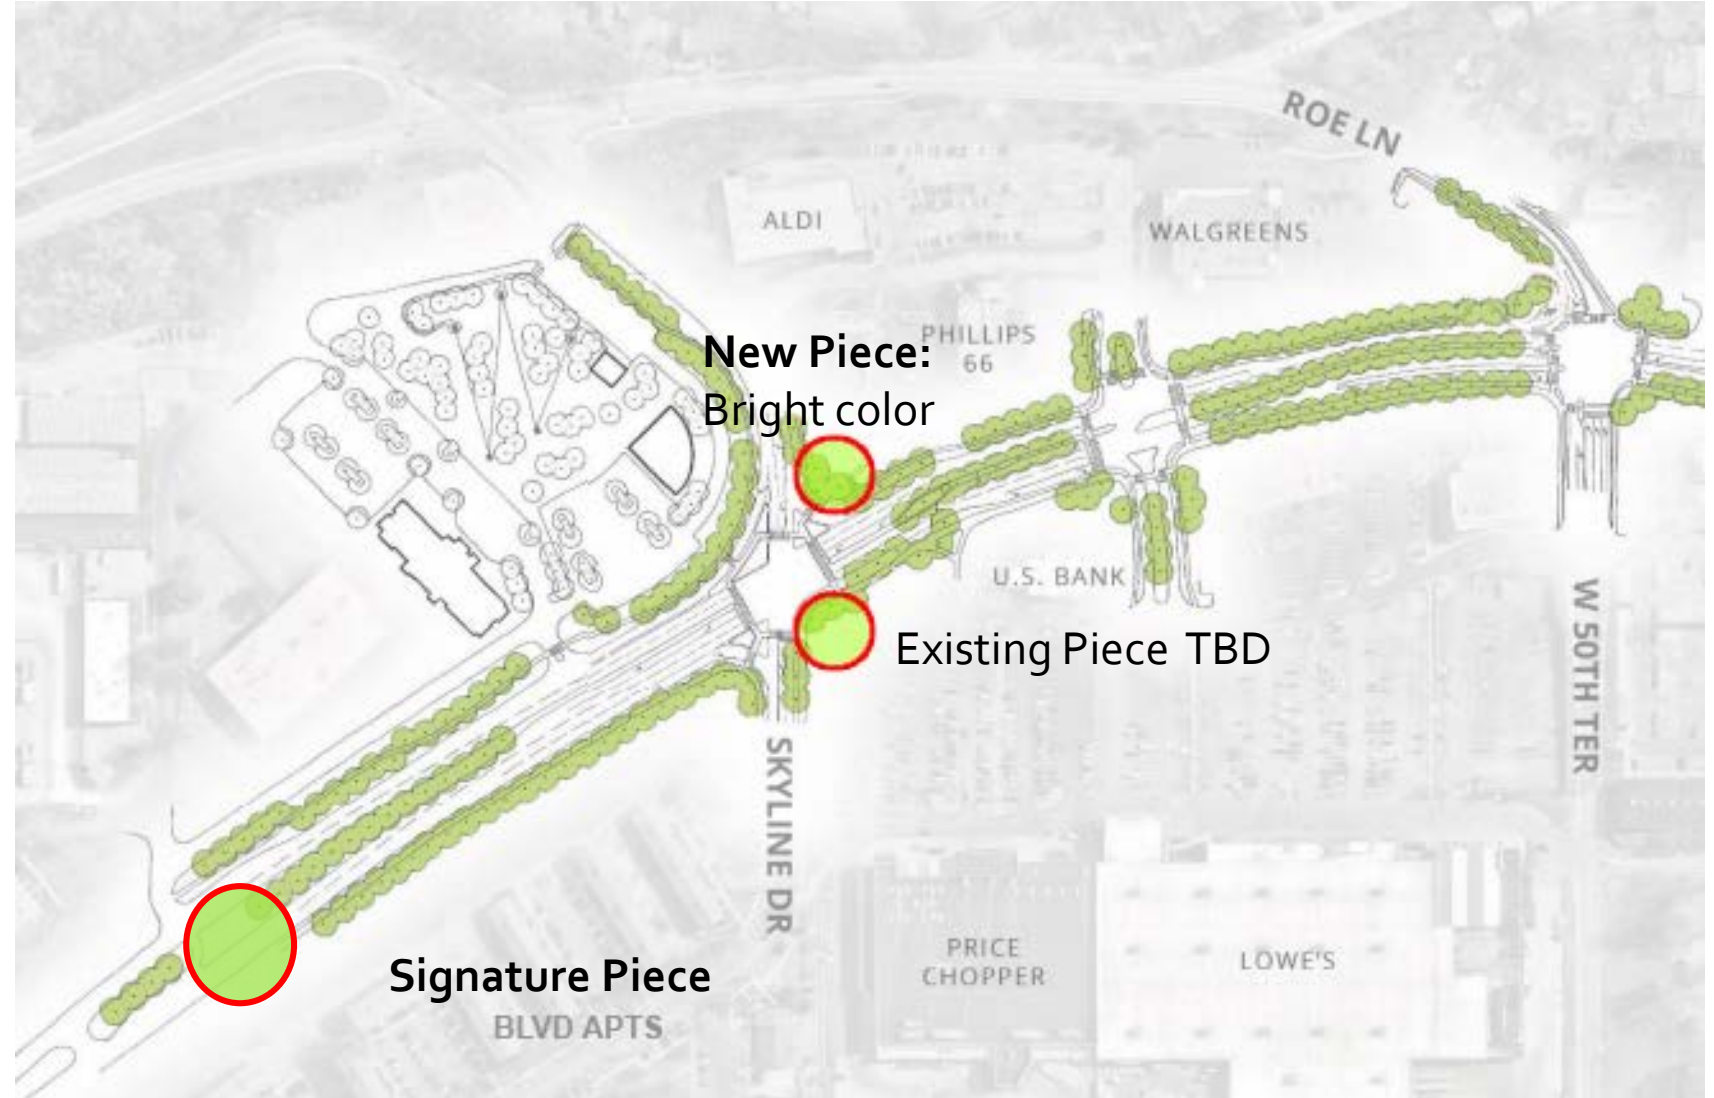 ROE LN
ALDI
WALGREENS
PHILLIPS
66
New Piece:
Bright color
U.S. BANK
Existing Piece TBD
W 50TH TER
SKYLINE DR
PRICE
CHOPPER
LOWE'S
Signature Piece
BLVD APTS